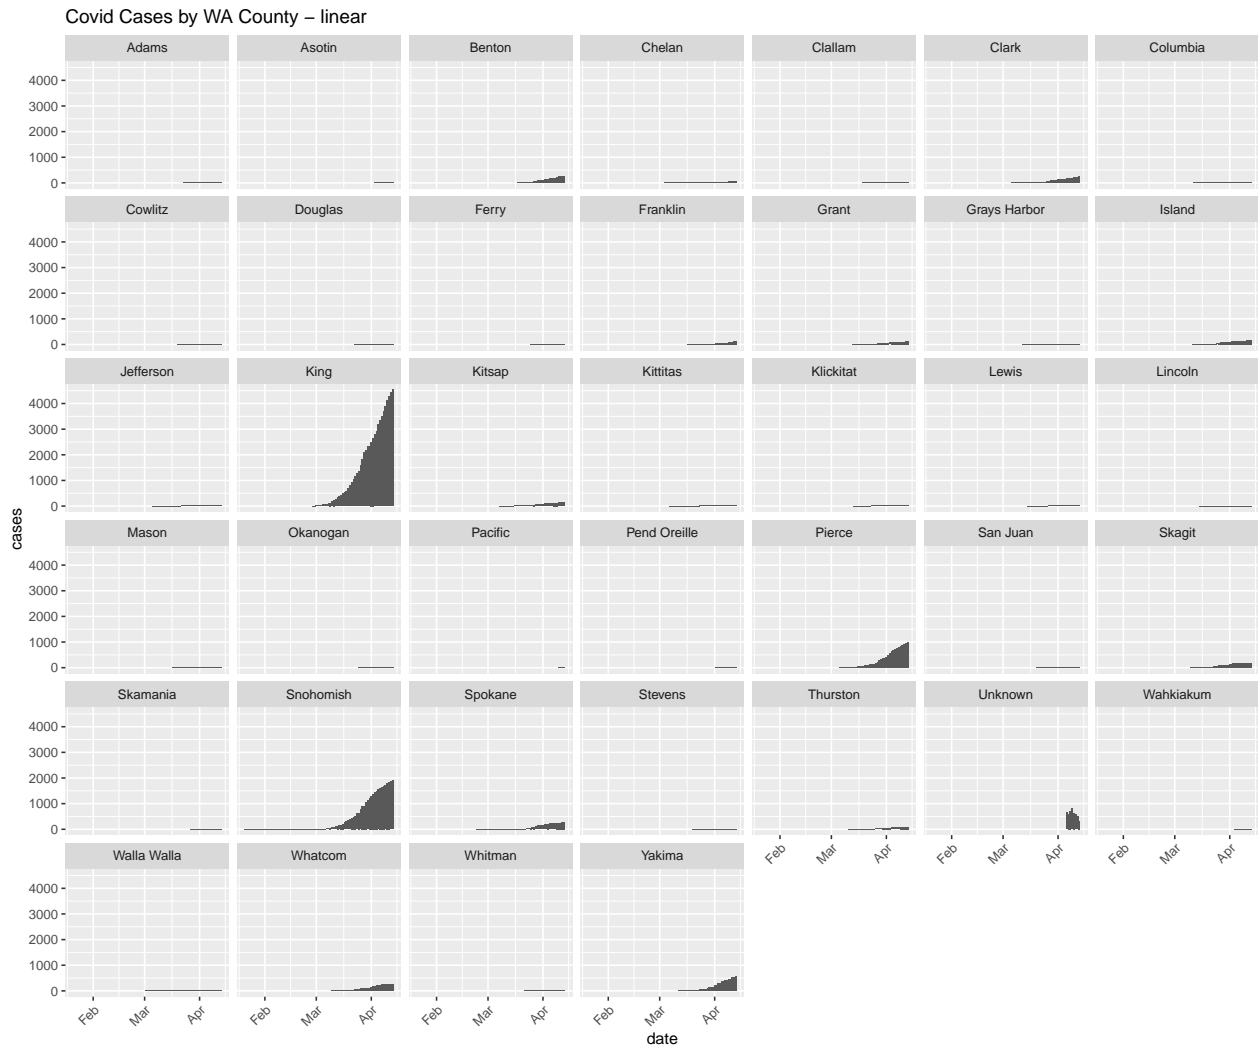 Covid Cases by WA County – linear
Adams Asotin Benton Chelan Clallam Clark Columbia
4000
3000
2000
1000
0
Cowlitz Douglas Ferry Franklin Grant Grays Harbor Island
4000
3000
2000
1000
0
Jefferson King Kitsap Kittitas Klickitat Lewis Lincoln
4000
3000
2000
1000
0
cases
Mason Okanogan Pacific Pend Oreille Pierce San Juan Skagit
4000
3000
2000
1000
0
Skamania Snohomish Spokane Stevens Thurston Unknown Wahkiakum
4000
3000
2000
1000
0
Feb Mar Apr Feb Mar Apr Feb Mar Apr
Walla Walla Whatcom Whitman Yakima
4000
3000
2000
1000
0
Feb Mar Apr Feb Mar Apr Feb Mar Apr Feb Mar Apr
date